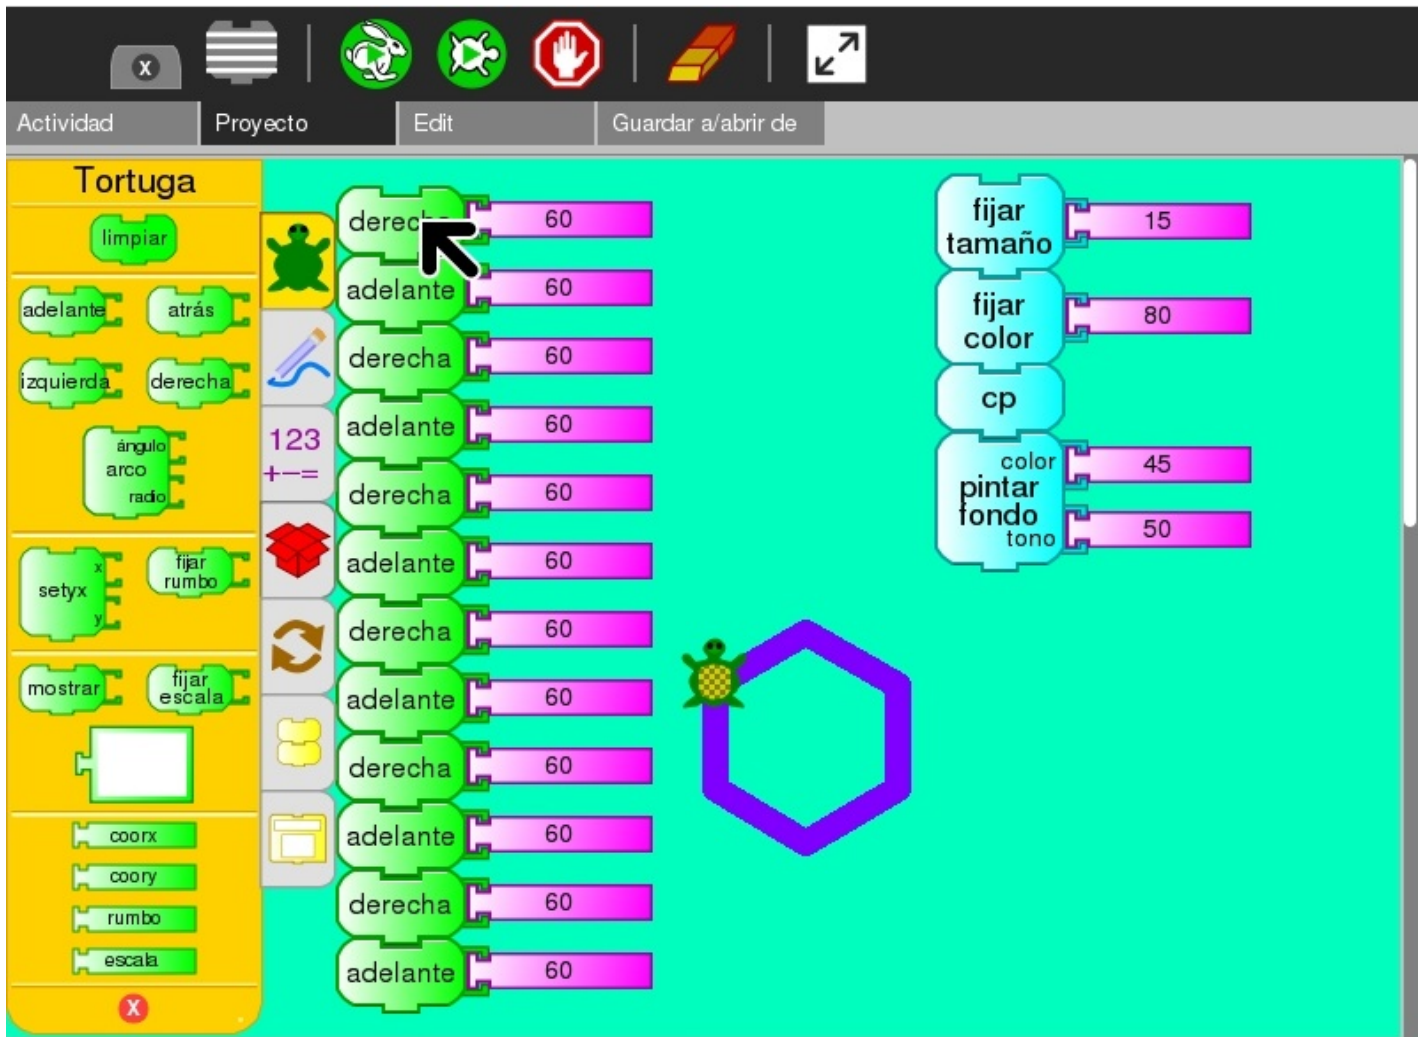 X
Actividad
Proyecto
Edit
Guardar a/abrir de
Tortuga
limpiar
adelante
atrás
izquierda
derecha
ángulo
arco
radio
x
setyx
y
fijar
rumbo
mostrar
fijar
escala
coorx
coory
rumbo
escala
X
123
+−=
derecha 60
adelante 60
derecha 60
adelante 60
derecha 60
adelante 60
derecha 60
adelante 60
derecha 60
adelante 60
derecha 60
adelante 60
fijar
tamaño 15
fijar
color 80
cp
color 45
pintar
fondo
tono 50